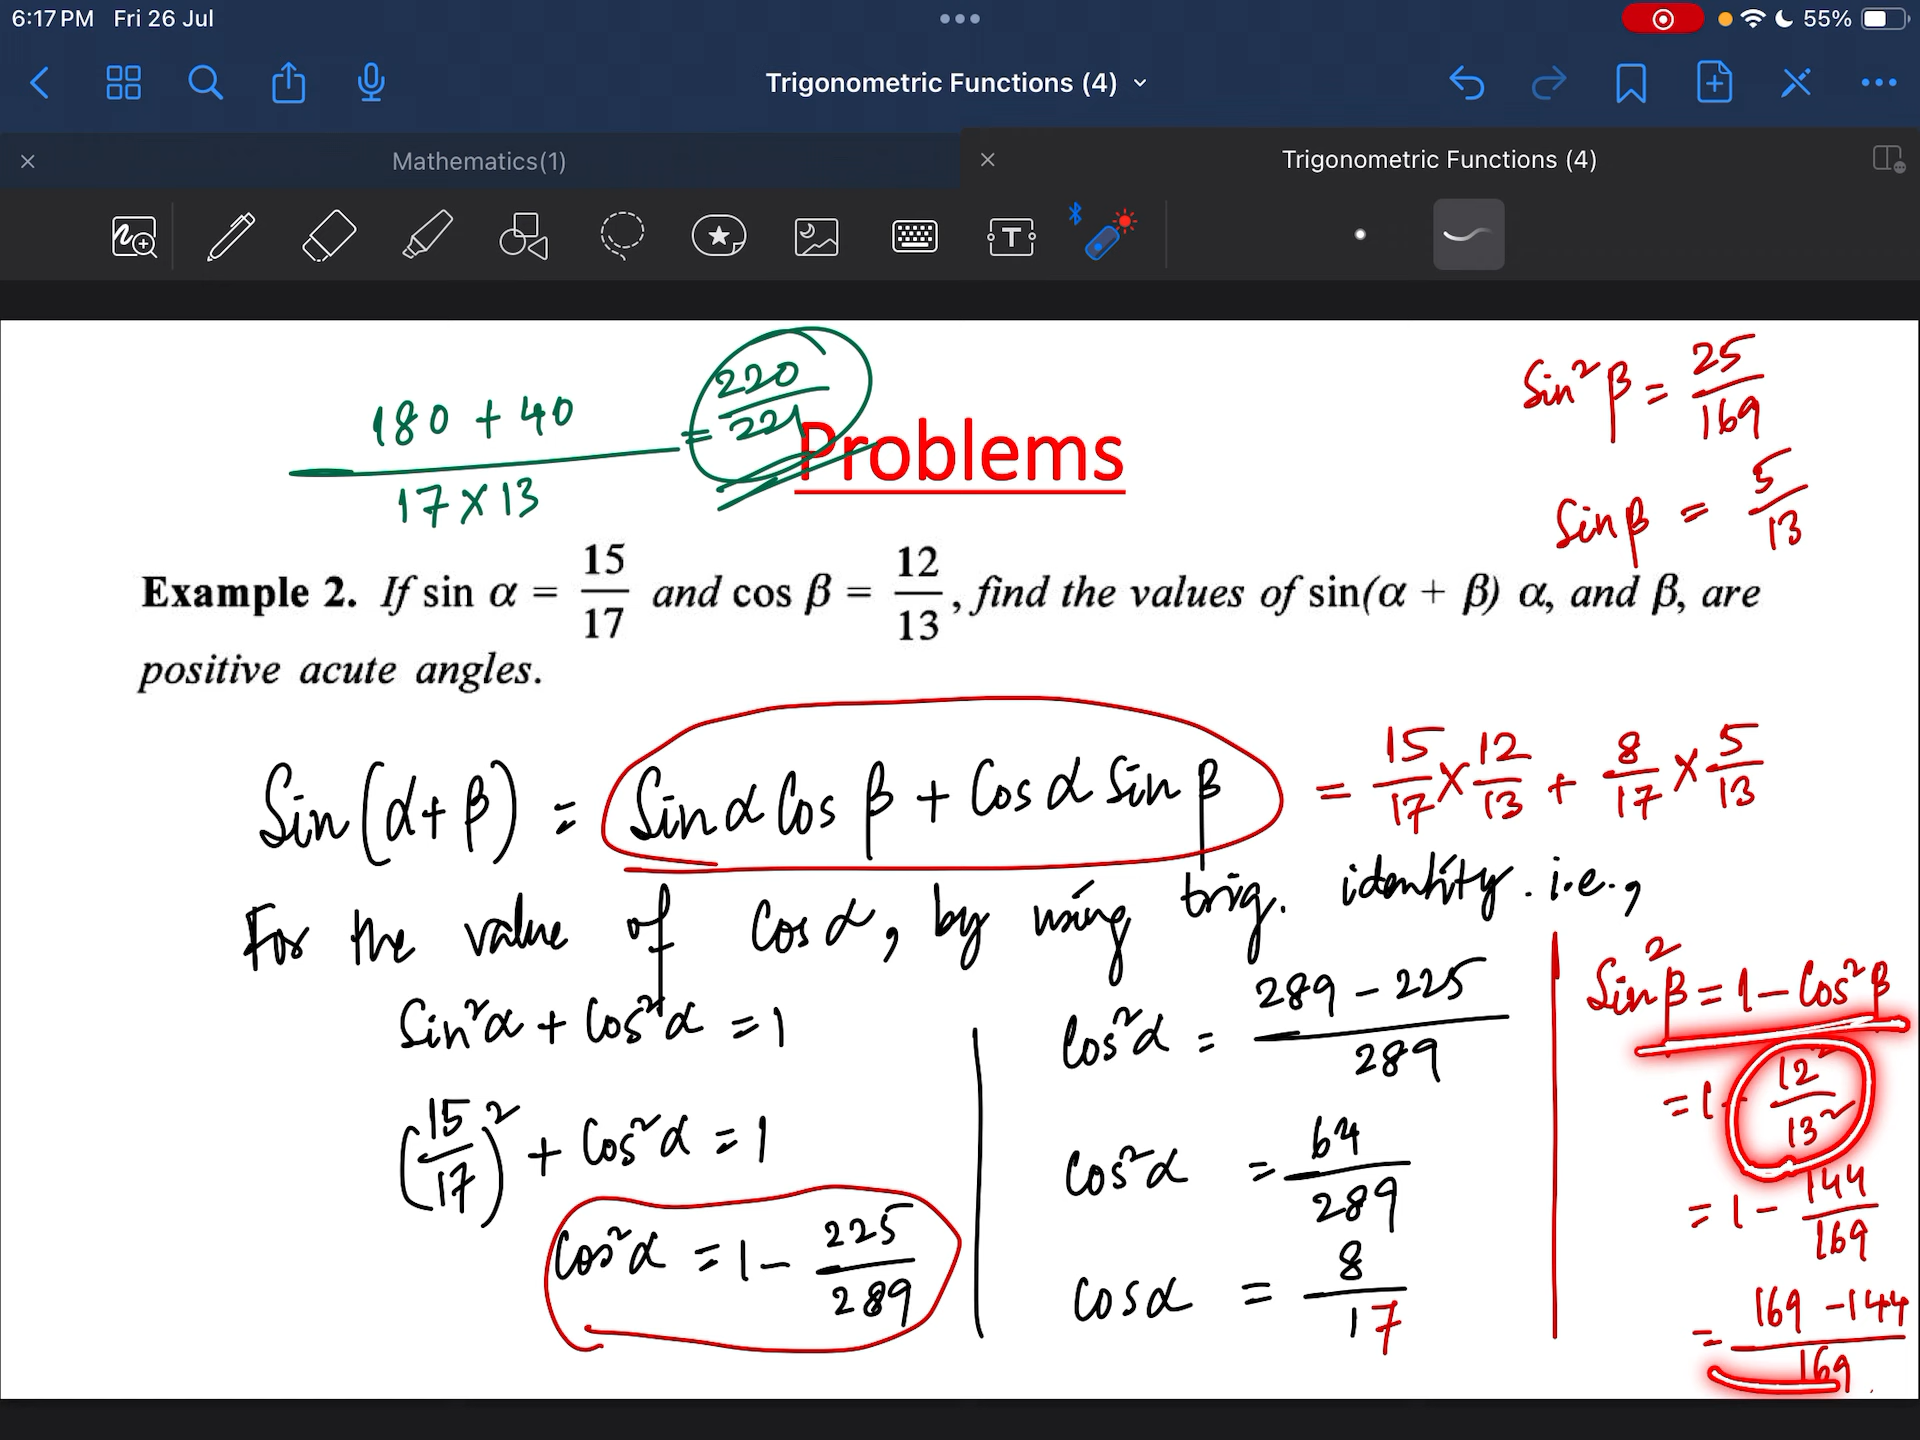 6:17 PM Fri 26 Jul
55%
Trigonometric Functions (4)
Mathematics(1)
Trigonometric Functions (4)
T
180 + 40 / 17 × 13 = 220/221
Sin² β = 25/169
Sin β = 5/13
Problems
Example 2. If sin α = 15/17 and cos β = 12/13, find the values of sin(α + β) α, and β, are
positive acute angles.
Sin(α+β) = Sin α Cos β + Cos α Sin β = 15/17 × 12/13 + 8/17 × 5/13
For the value of Cos α, by using trig. identity. i.e.,
Sin²α + Cos²α = 1
(15/17)² + Cos²α = 1
Cos²α = 1 - 225/289
Cos²α = 289 - 225 / 289
Cos²α = 64/289
Cos α = 8/17
Sin²β = 1 - Cos²β
= 1 - 12²/13²
= 1 - 144/169
= 169 - 144 / 169